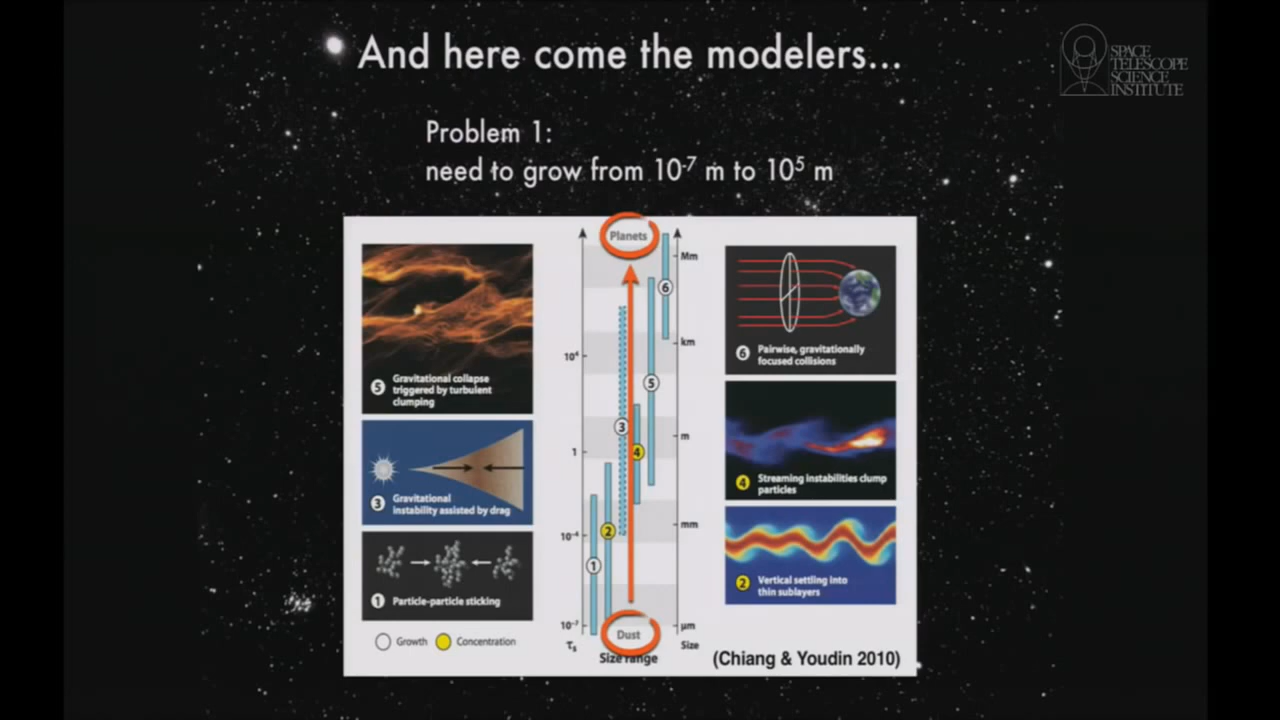 And here come the modelers...
SPACE
TELESCOPE
SCIENCE
INSTITUTE
Problem 1:
need to grow from 10⁻⁷ m to 10⁵ m
5 Gravitational collapse
triggered by turbulent
clumping
3 Gravitational
instability assisted by drag
1 Particle-particle sticking
Growth
Concentration
Planets
Mm
6
km
10⁴
5
3
m
1
4
mm
10⁻⁴
2
1
10⁻⁷
μm
Dust
τs
Size range
Size
6 Pairwise, gravitationally
focused collisions
4 Streaming instabilities clump
particles
2 Vertical settling into
thin sublayers
(Chiang & Youdin 2010)